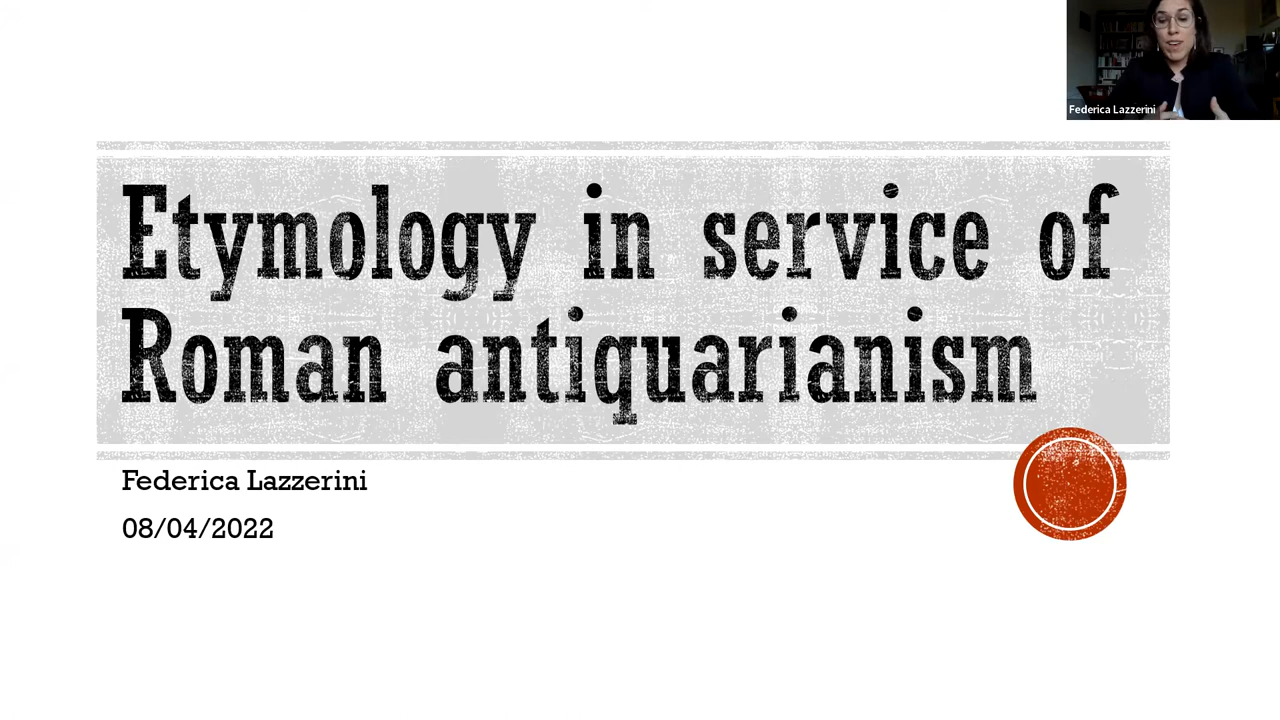 Federica Lazzerini
Etymology in service of
Roman antiquarianism
Federica Lazzerini
08/04/2022